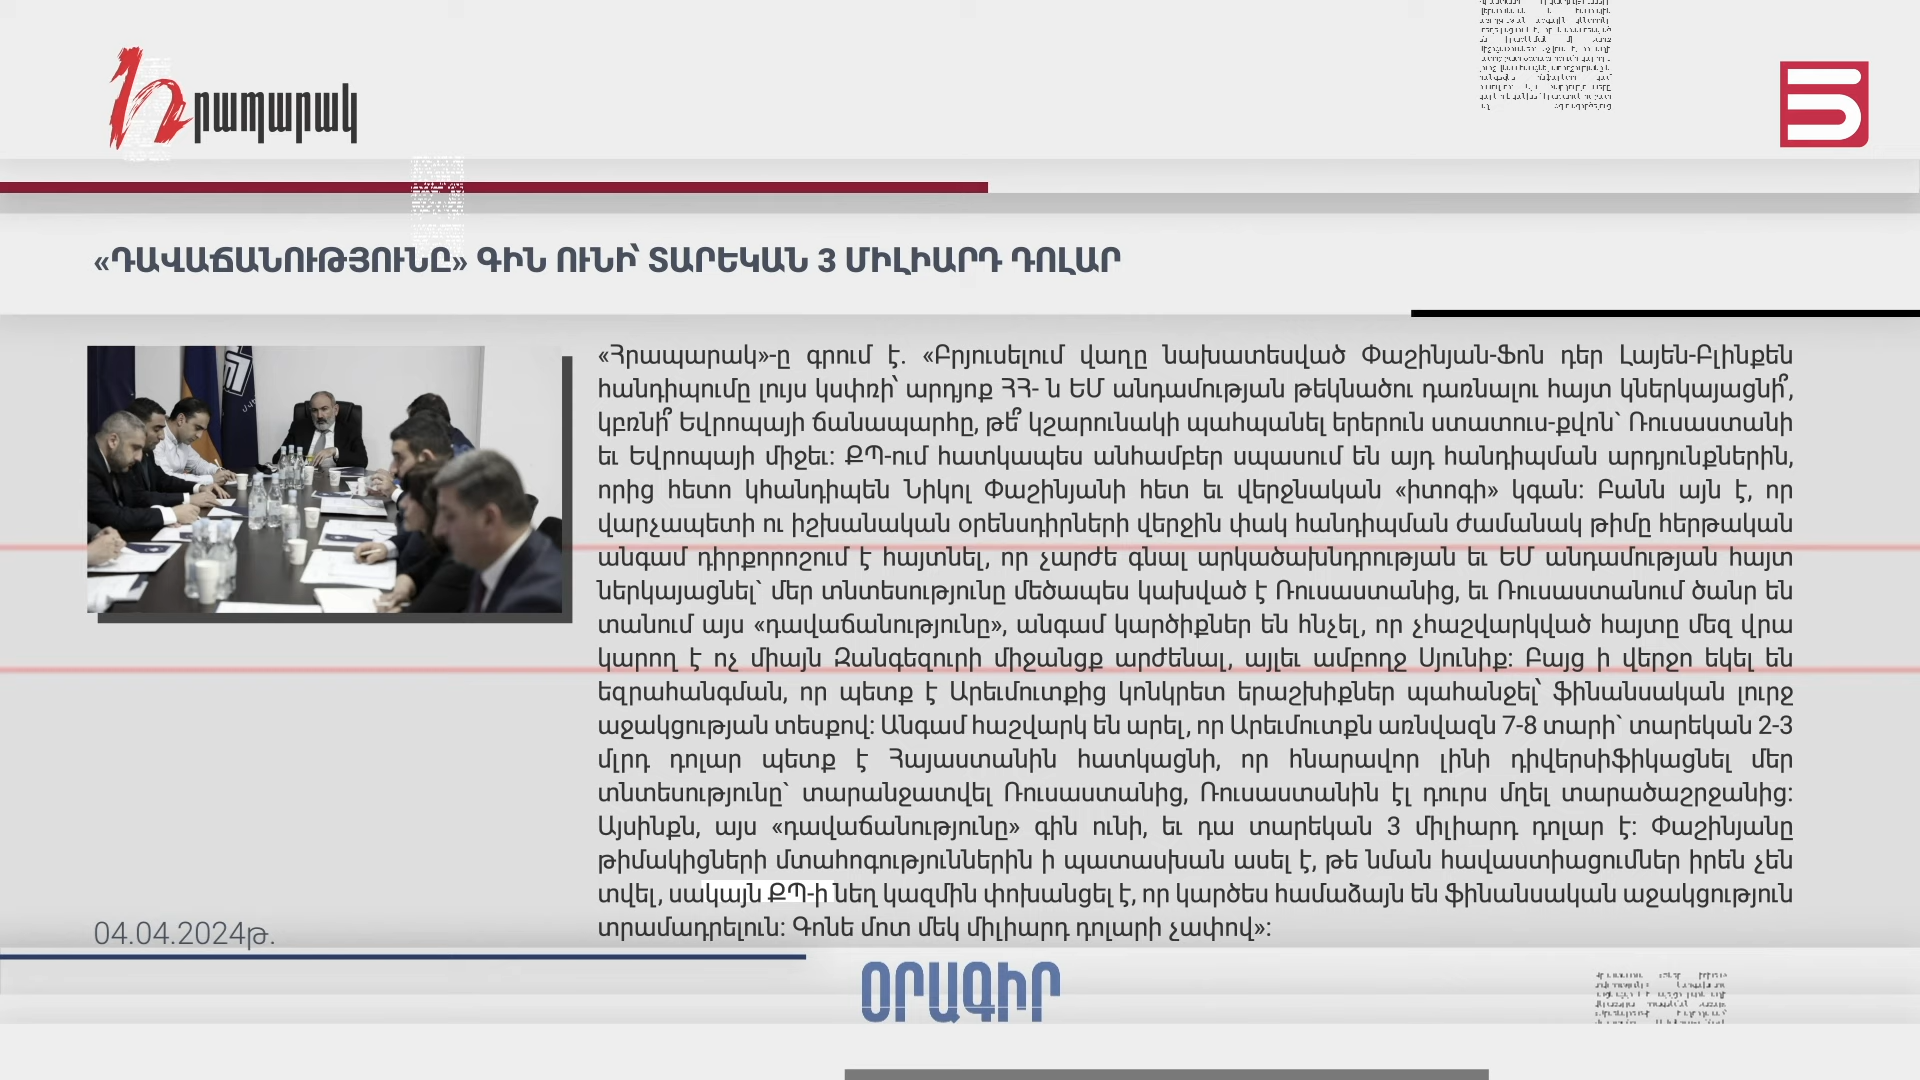 Հրապարակ
«ԴԱՎԱՃԱՆՈՒԹՅՈՒՆԸ» ԳԻՆ ՈՒՆԻ՝ ՏԱՐԵԿԱՆ 3 ՄԻԼԻԱՐԴ ԴՈԼԱՐ
«Հրապարակ»-ը գրում է. «Բրյուսելում վաղը նախատեսված Փաշինյան-Ֆոն դեր Լայեն-Բլինքեն
հանդիպումը լույս կսփռի՝ արդյոք ՀՀ- ն ԵՄ անդամության թեկնածու դառնալու հայտ կներկայացնի՞,
կբռնի՞ Եվրոպայի ճանապարհը, թե՞ կշարունակի պահպանել երերուն ստատուս-քվոն` Ռուսաստանի
եւ Եվրոպայի միջեւ: ՔՊ-ում հատկապես անհամբեր սպասում են այդ հանդիպման արդյունքներին,
որից հետո կհանդիպեն Նիկոլ Փաշինյանի հետ եւ վերջնական «իտոգի» կգան: Բանն այն է, որ
վարչապետի ու իշխանական օրենսդիրների վերջին փակ հանդիպման ժամանակ թիմը հերթական
անգամ դիրքորոշում է հայտնել, որ չարժե գնալ արկածախնդրության եւ ԵՄ անդամության հայտ
ներկայացնել` մեր տնտեսությունը մեծապես կախված է Ռուսաստանից, եւ Ռուսաստանում ծանր են
տանում այս «դավաճանությունը», անգամ կարծիքներ են հնչել, որ չհաշվարկված հայտը մեզ վրա
կարող է ոչ միայն Զանգեզուրի միջանցք արժենալ, այլեւ ամբողջ Սյունիք: Բայց ի վերջո եկել են
եզրահանգման, որ պետք է Արեւմուտքից կոնկրետ երաշխիքներ պահանջել՝ ֆինանսական լուրջ
աջակցության տեսքով: Անգամ հաշվարկ են արել, որ Արեւմուտքն առնվազն 7-8 տարի` տարեկան 2-3
մլրդ դոլար պետք է Հայաստանին հատկացնի, որ հնարավոր լինի դիվերսիֆիկացնել մեր
տնտեսությունը` տարանջատվել Ռուսաստանից, Ռուսաստանին էլ դուրս մղել տարածաշրջանից:
Այսինքն, այս «դավաճանությունը» գին ունի, եւ դա տարեկան 3 միլիարդ դոլար է: Փաշինյանը
թիմակիցների մտահոգություններին ի պատասխան ասել է, թե նման հավաստիացումներ իրեն չեն
տվել, սակայն ՔՊ-ի նեղ կազմին փոխանցել է, որ կարծես համաձայն են ֆինանսական աջակցություն
տրամադրելուն: Գոնե մոտ մեկ միլիարդ դոլարի չափով»:
04.04.2024թ.
ՕՐԱԳԻՐ